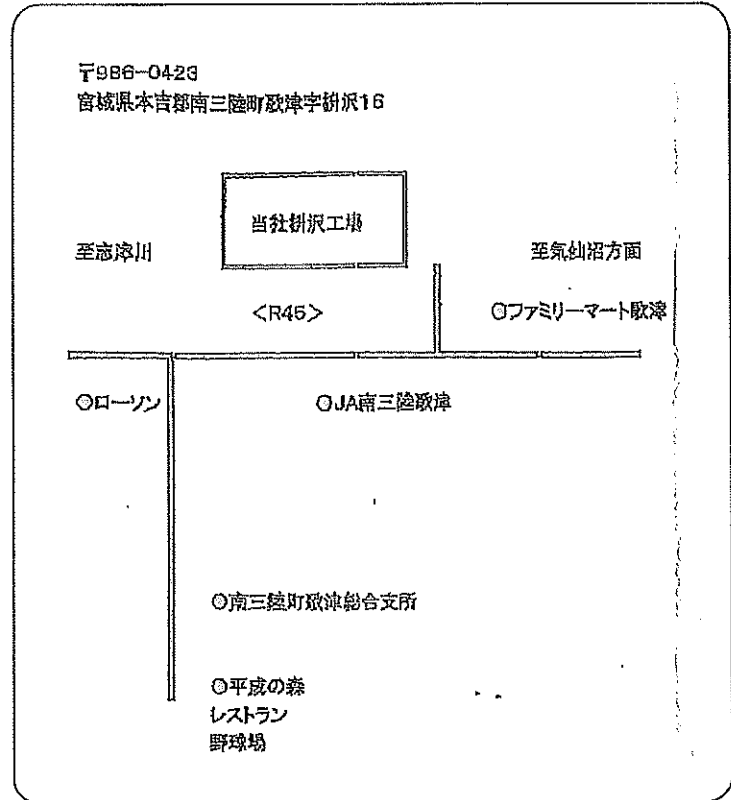 〒986-0423
宮城県本吉郡南三陸町歌津字枡沢16
当社枡沢工場
至志津川
至気仙沼方面
<R45>
◎ファミリーマート歌津
◎ローソン
◎JA南三陸歌津
◎南三陸町歌津総合支所
◎平成の森
レストラン
野球場